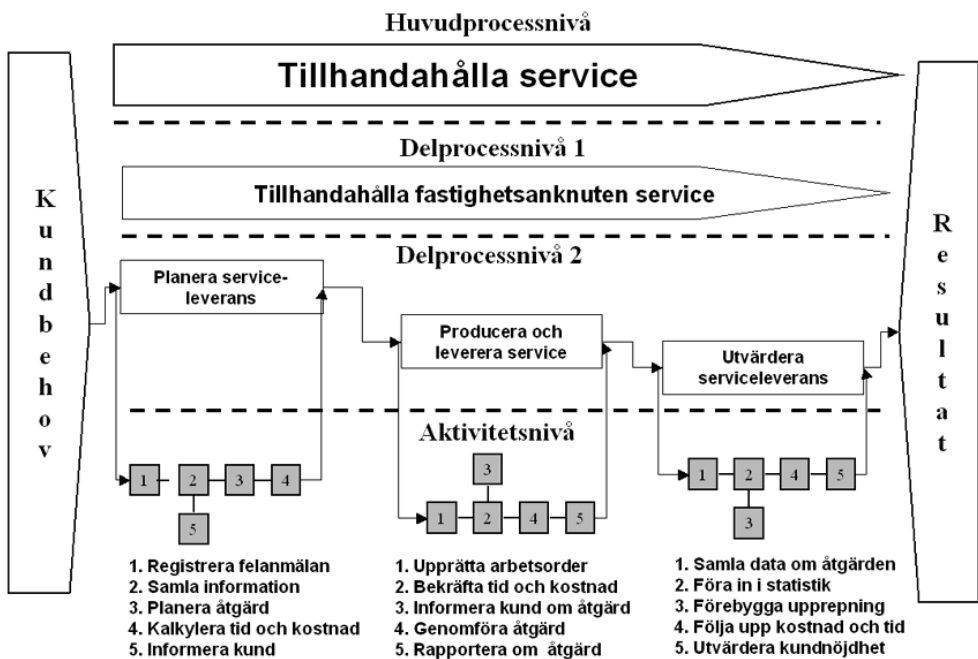 Huvudprocessnivå
Tillhandahålla service
Delprocessnivå 1
Tillhandahålla fastighetsanknuten service
Delprocessnivå 2
Kundbehov
Resultat
Planera service-
leverans
Producera och
leverera service
Utvärdera
serviceleverans
Aktivitetsnivå
1 2 3 4
5
3
1 2 4 5
1 2 4 5
3
1. Registrera felanmälan
2. Samla information
3. Planera åtgärd
4. Kalkylera tid och kostnad
5. Informera kund
1. Upprätta arbetsorder
2. Bekräfta tid och kostnad
3. Informera kund om åtgärd
4. Genomföra åtgärd
5. Rapportera om åtgärd
1. Samla data om åtgärden
2. Föra in i statistik
3. Förebygga upprepning
4. Följa upp kostnad och tid
5. Utvärdera kundnöjdhet